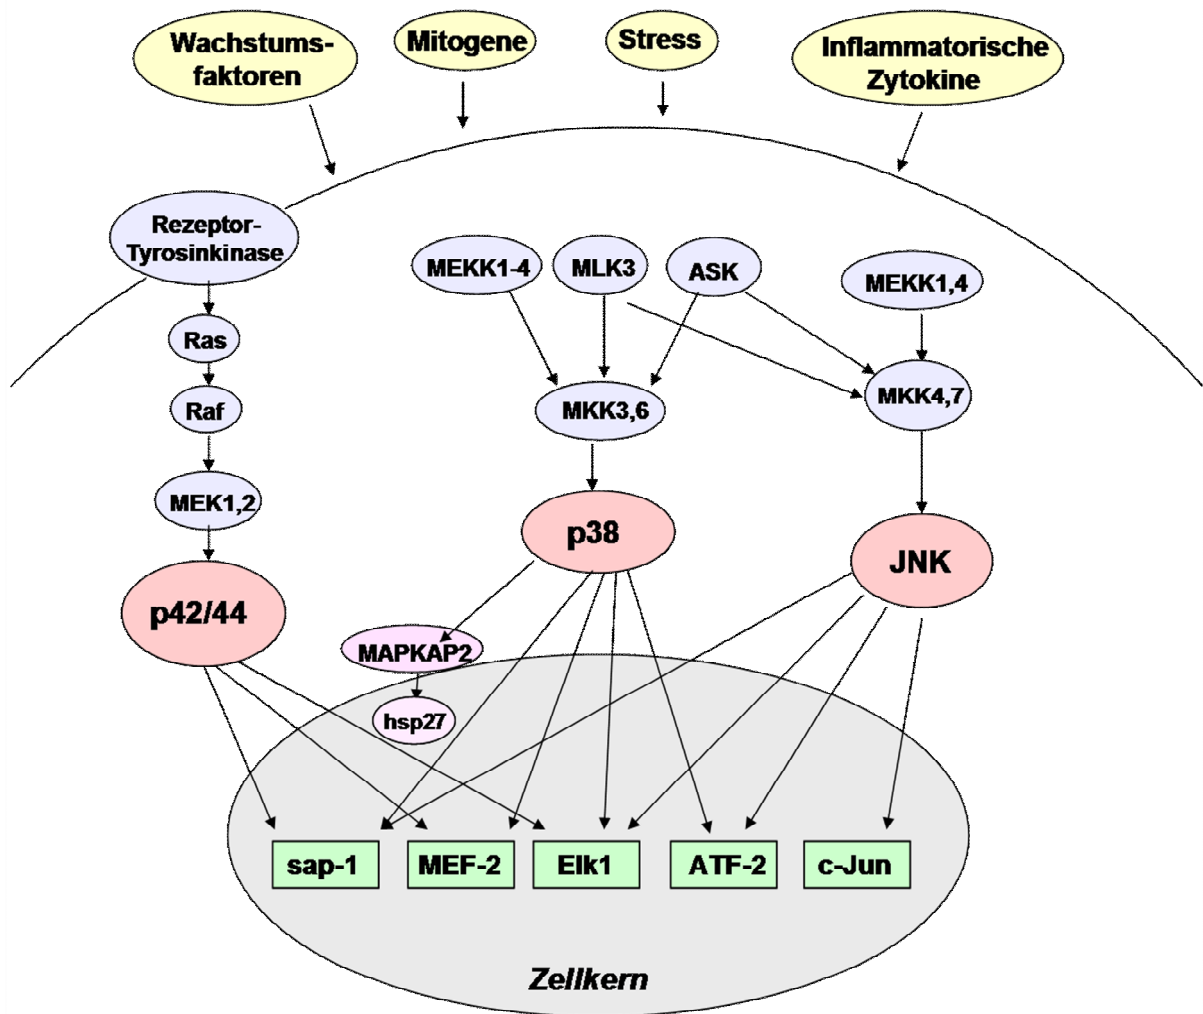 Wachstums-
faktoren
Mitogene
Stress
Inflammatorische
Zytokine
Rezeptor-
Tyrosinkinase
MEKK1-4
MLK3
ASK
MEKK1,4
Ras
Raf
MKK3,6
MKK4,7
MEK1,2
p38
JNK
p42/44
MAPKAP2
hsp27
sap-1
MEF-2
Elk1
ATF-2
c-Jun
Zellkern